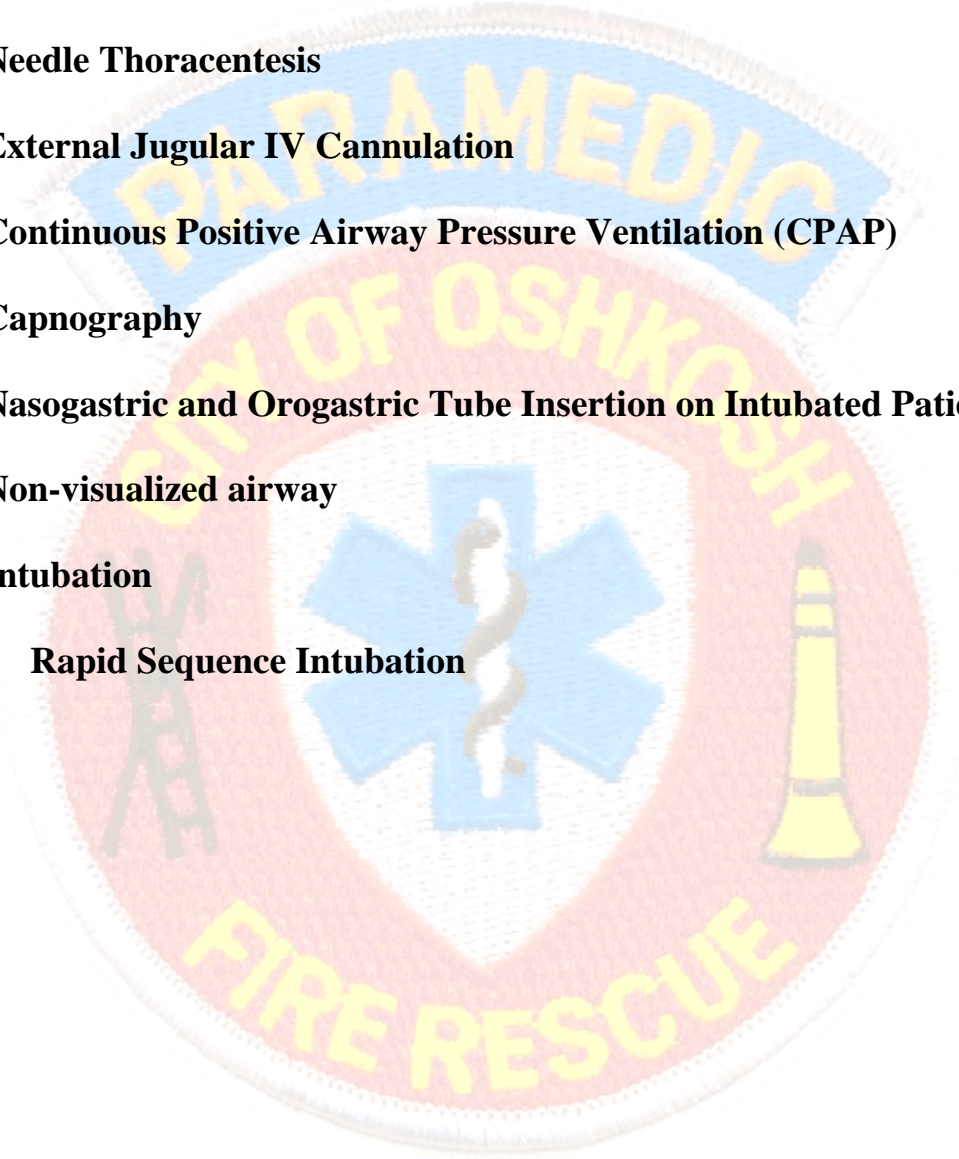 Needle Thoracentesis
PARAMEDIC
External Jugular IV Cannulation
Continuous Positive Airway Pressure Ventilation (CPAP)
CITY OF OSHKOSH
Capnography
Nasogastric and Orogastric Tube Insertion on Intubated
Non-visualized airway
Intubation
Rapid Sequence Intubation
FIRE RESCUE